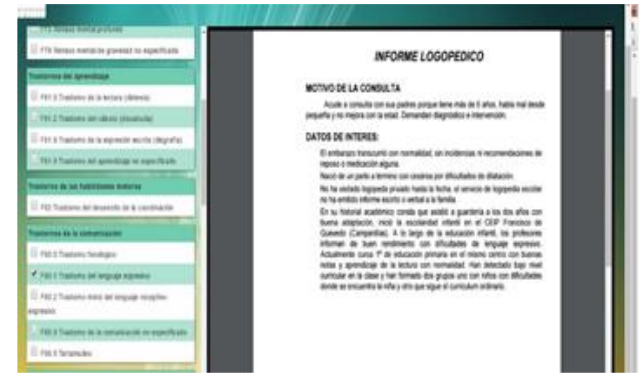 F73 Retraso mental profundo
F79 Retraso mental de gravedad no especificada
Trastornos del aprendizaje
F81.0 Trastorno de la lectura (dislexia)
F81.2 Trastorno del cálculo (discalculia)
F81.8 Trastorno de la expresión escrita (disgrafía)
F81.9 Trastorno del aprendizaje no especificado
Trastorno de las habilidades motoras
F82 Trastorno del desarrollo de la coordinación
Trastornos de la comunicación
F80.0 Trastorno fonológico
F80.1 Trastorno del lenguaje expresivo
F80.2 Trastorno mixto del lenguaje receptivo-
expresivo
F80.9 Trastorno de la comunicación no especificado
F98.5 Tartamudeo
INFORME LOGOPEDICO
MOTIVO DE LA CONSULTA
Acude a consulta con sus padres porque tiene más de 5 años, habla mal desde
pequeña y no mejora con la edad. Demandan diagnóstico e intervención.
DATOS DE INTERES:
El embarazo transcurrió con normalidad, sin incidencias ni recomendaciones de
reposo o medicación alguna.
Nació de un parto a término con cesárea por dificultades de dilatación.
No ha visitado logopeda privado hasta la fecha, el servicio de logopedia escolar
no ha emitido informe escrito o verbal a la familia.
En su historial académico consta que asistió a guardería a los dos años con
buena adaptación, inició la escolaridad infantil en el CEIP Francisco de
Quevedo (Campanillas). A lo largo de la educación infantil, los profesores
informan de buen rendimiento con dificultades de lenguaje expresivo.
Actualmente cursa 1º de educación primaria en el mismo centro con buenas
notas y aprendizaje de la lectura con normalidad. Han detectado bajo nivel
curricular en la clase y han formado dos grupos uno con niños con dificultades
donde se encuentra la niña y otro que sigue el currículum ordinario.